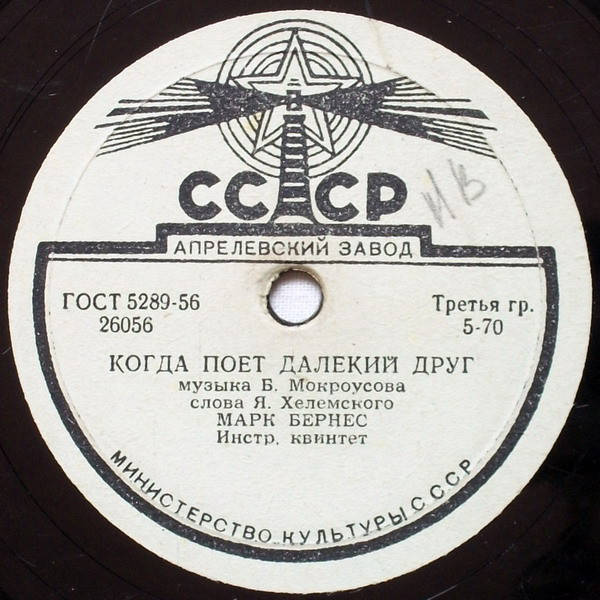 СССР
ИВ
АПРЕЛЕВСКИЙ ЗАВОД
ГОСТ 5289-56
26056
Третья гр.
5-70
КОГДА ПОЕТ ДАЛЕКИЙ ДРУГ
музыка Б. Мокроусова
слова Я. Хелемского
МАРК БЕРНЕС
Инстр. квинтет
МИНИСТЕРСТВО КУЛЬТУРЫ СССР